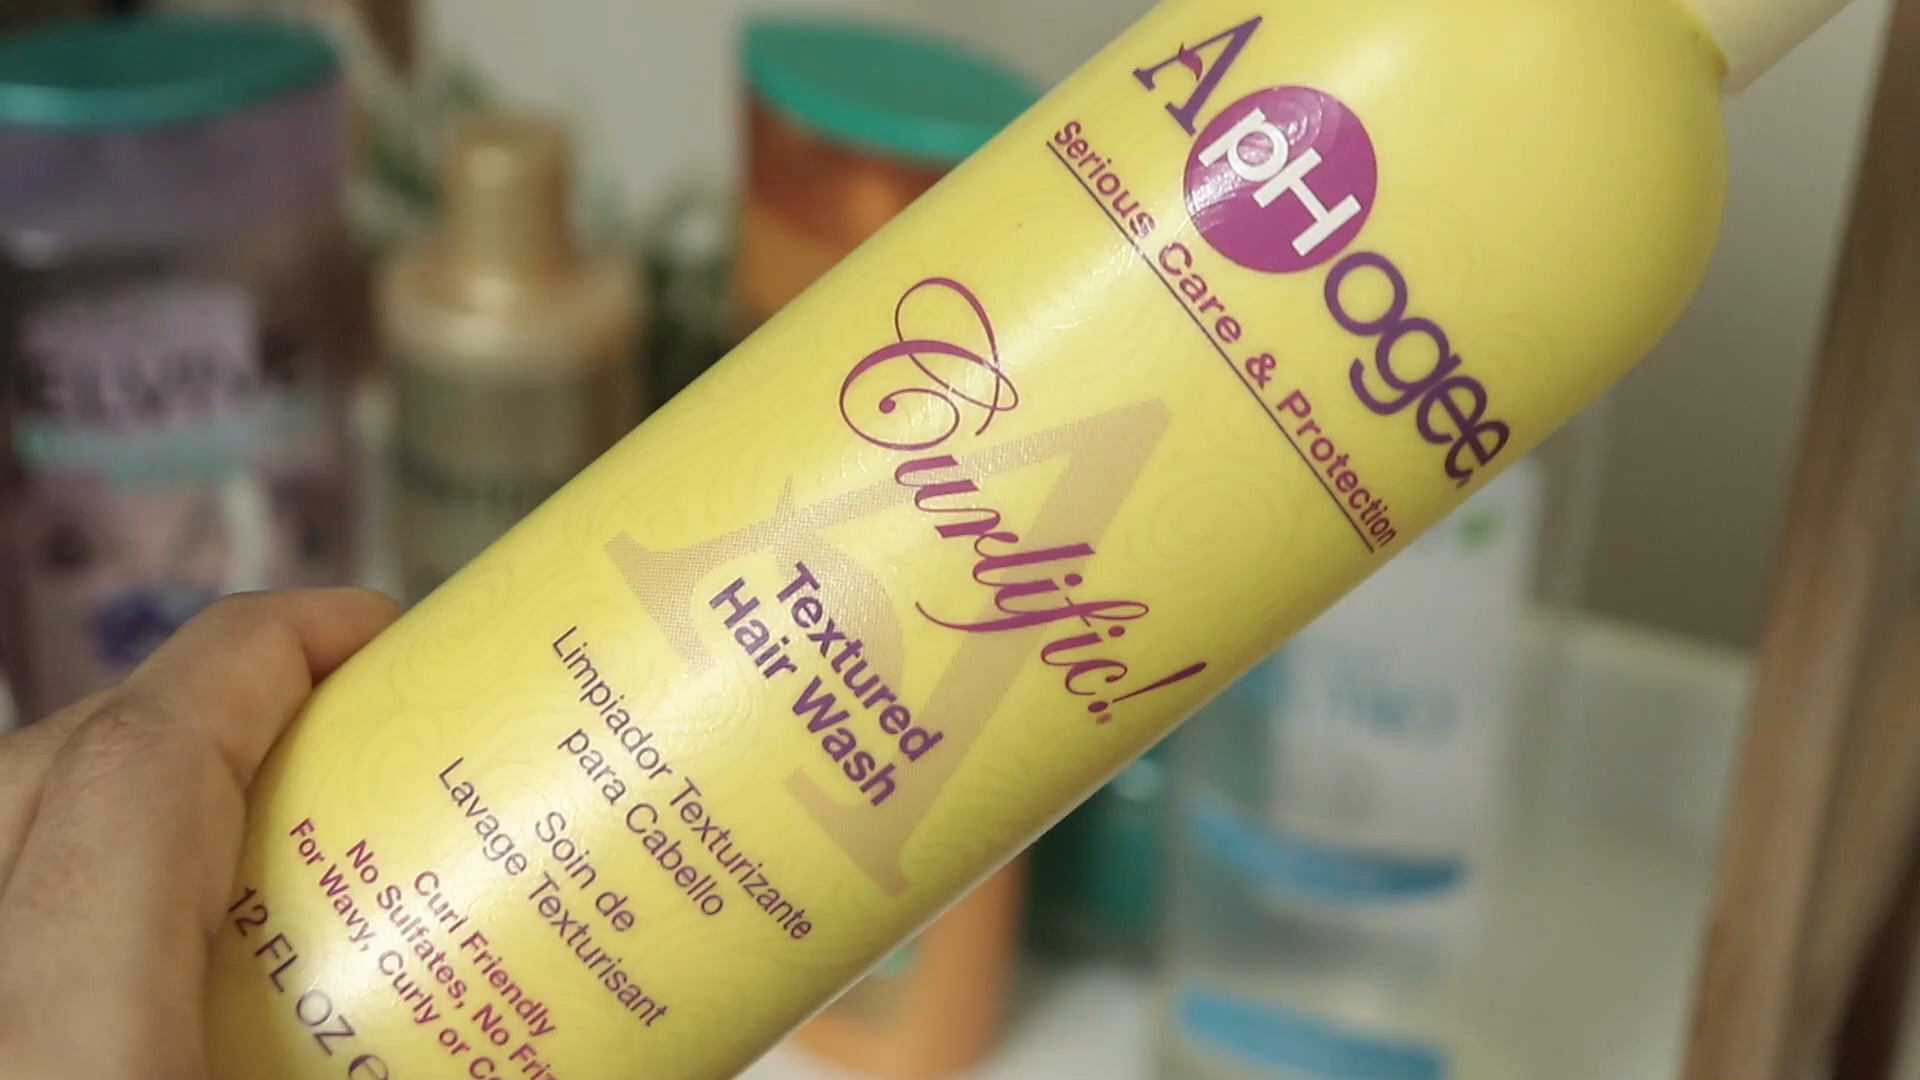 ApHogee
Serious Care & Protection
Curlific!
Textured
Hair Wash
Limpiador Texturizante
para Cabello
Soin de
Lavage Texturisant
Curl Friendly
No Sulfates, No
For Wavy, Curly or
12 FL OZ e